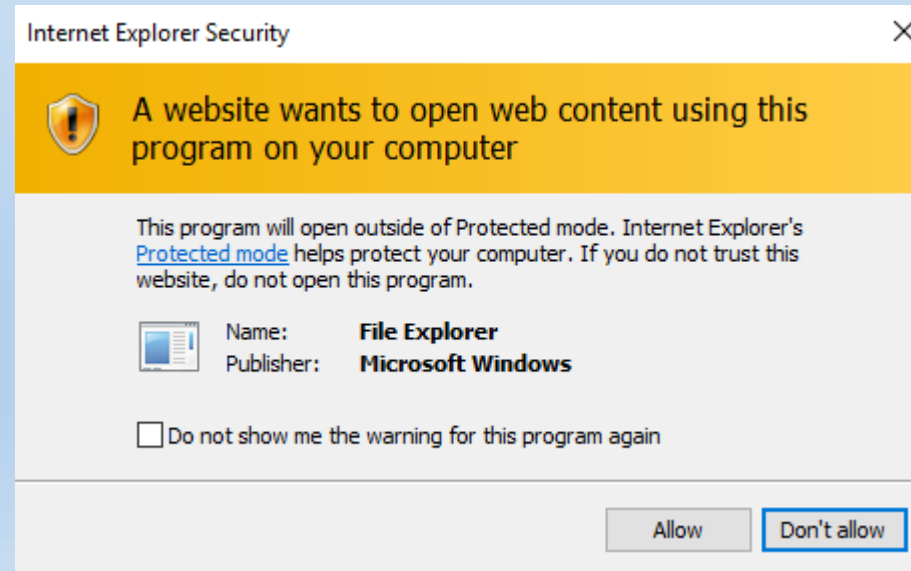 Internet Explorer Security
A website wants to open web content using this
program on your computer
This program will open outside of Protected mode. Internet Explorer's
Protected mode helps protect your computer. If you do not trust this
website, do not open this program.
Name: File Explorer
Publisher: Microsoft Windows
Do not show me the warning for this program again
Allow Don't allow